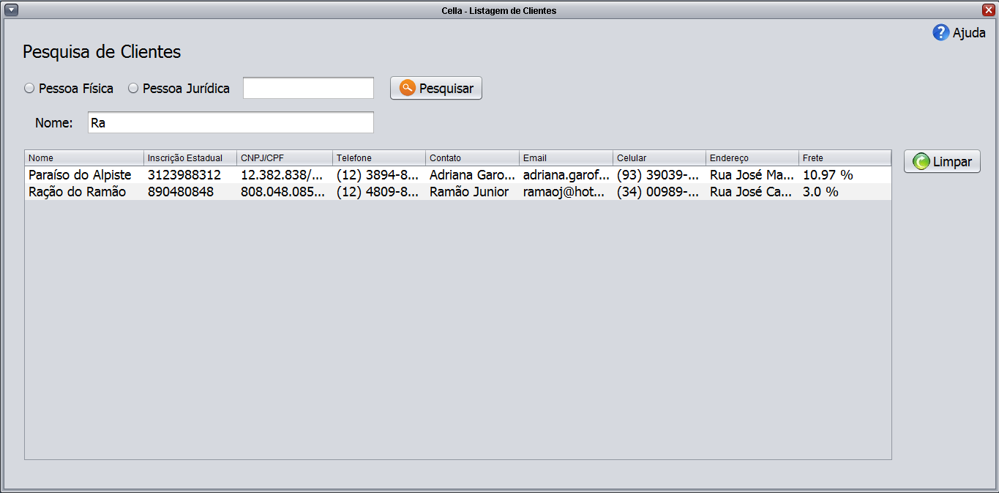 Cella - Listagem de Clientes
Ajuda
Pesquisa de Clientes
Pessoa Física Pessoa Jurídica Pesquisar
Nome: Ra
Nome Inscrição Estadual CNPJ/CPF Telefone Contato Email Celular Endereço Frete
Limpar
Paraíso do Alpiste 3123988312 12.382.838/... (12) 3894-8... Adriana Garo... adriana.garof... (93) 39039-... Rua José Ma... 10.97 %
Ração do Ramão 890480848 808.048.085... (12) 4809-8... Ramão Junior ramaoj@hot... (34) 00989-... Rua José Ca... 3.0 %